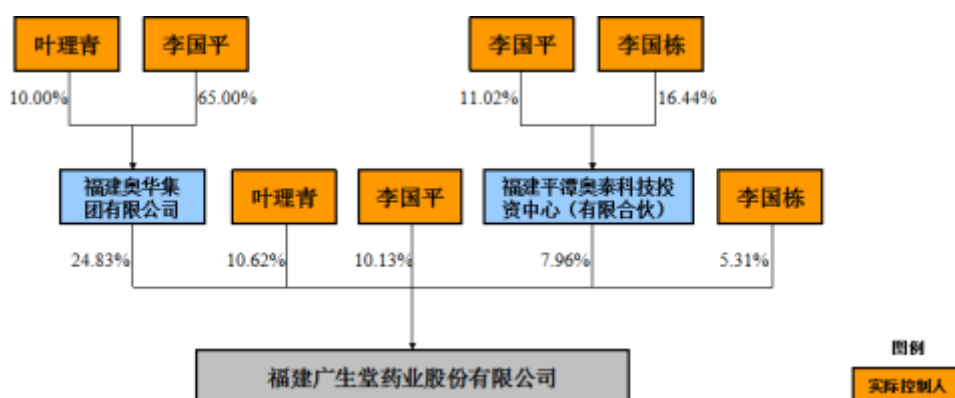 叶理青
李国平
李国平
李国栋
10.00%
65.00%
11.02%
16.44%
福建奥华集
团有限公司
叶理青
李国平
福建平潭奥泰科技投
资中心（有限合伙）
李国栋
24.83%
10.62%
10.13%
7.96%
5.31%
福建广生堂药业股份有限公司
图例
实际控制人